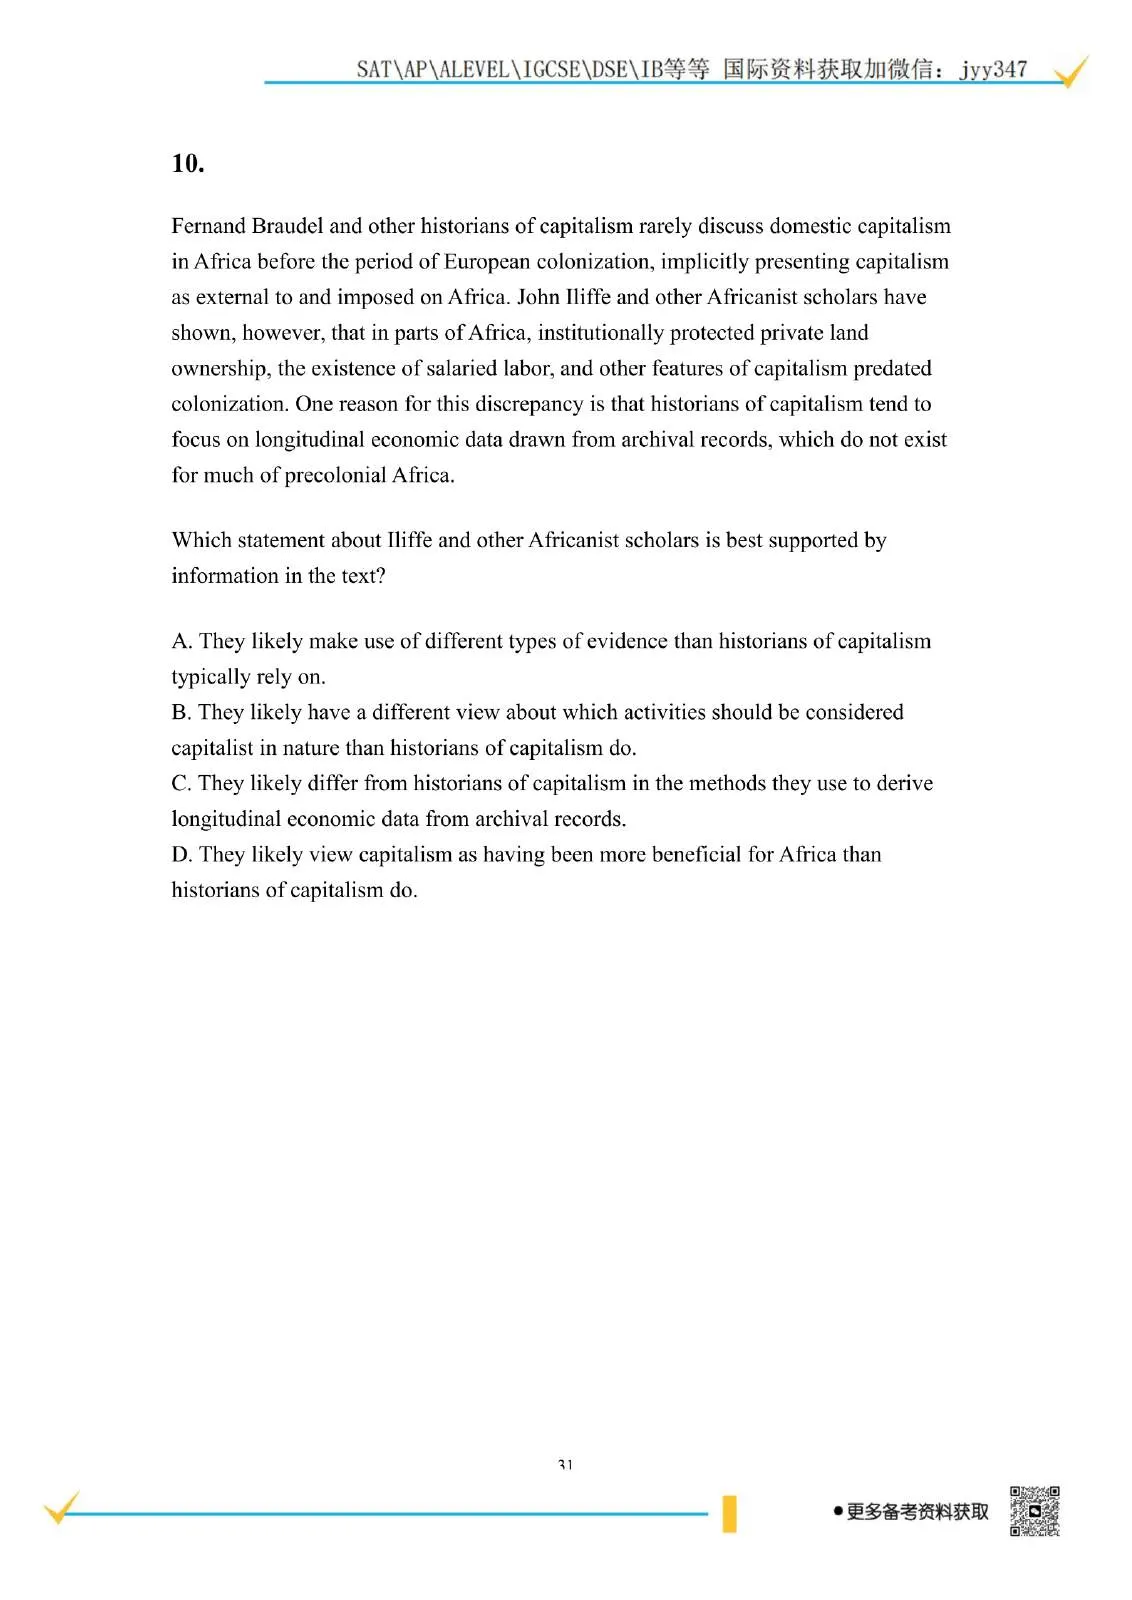 SAT\AP\ALEVEL\IGCSE\DSE\IB等等 国际资料获取加微信：jyy347
10.
Fernand Braudel and other historians of capitalism rarely discuss domestic capitalism
in Africa before the period of European colonization, implicitly presenting capitalism
as external to and imposed on Africa. John Iliffe and other Africanist scholars have
shown, however, that in parts of Africa, institutionally protected private land
ownership, the existence of salaried labor, and other features of capitalism predated
colonization. One reason for this discrepancy is that historians of capitalism tend to
focus on longitudinal economic data drawn from archival records, which do not exist
for much of precolonial Africa.
Which statement about Iliffe and other Africanist scholars is best supported by
information in the text?
A. They likely make use of different types of evidence than historians of capitalism
typically rely on.
B. They likely have a different view about which activities should be considered
capitalist in nature than historians of capitalism do.
C. They likely differ from historians of capitalism in the methods they use to derive
longitudinal economic data from archival records.
D. They likely view capitalism as having been more beneficial for Africa than
historians of capitalism do.
31
●更多备考资料获取